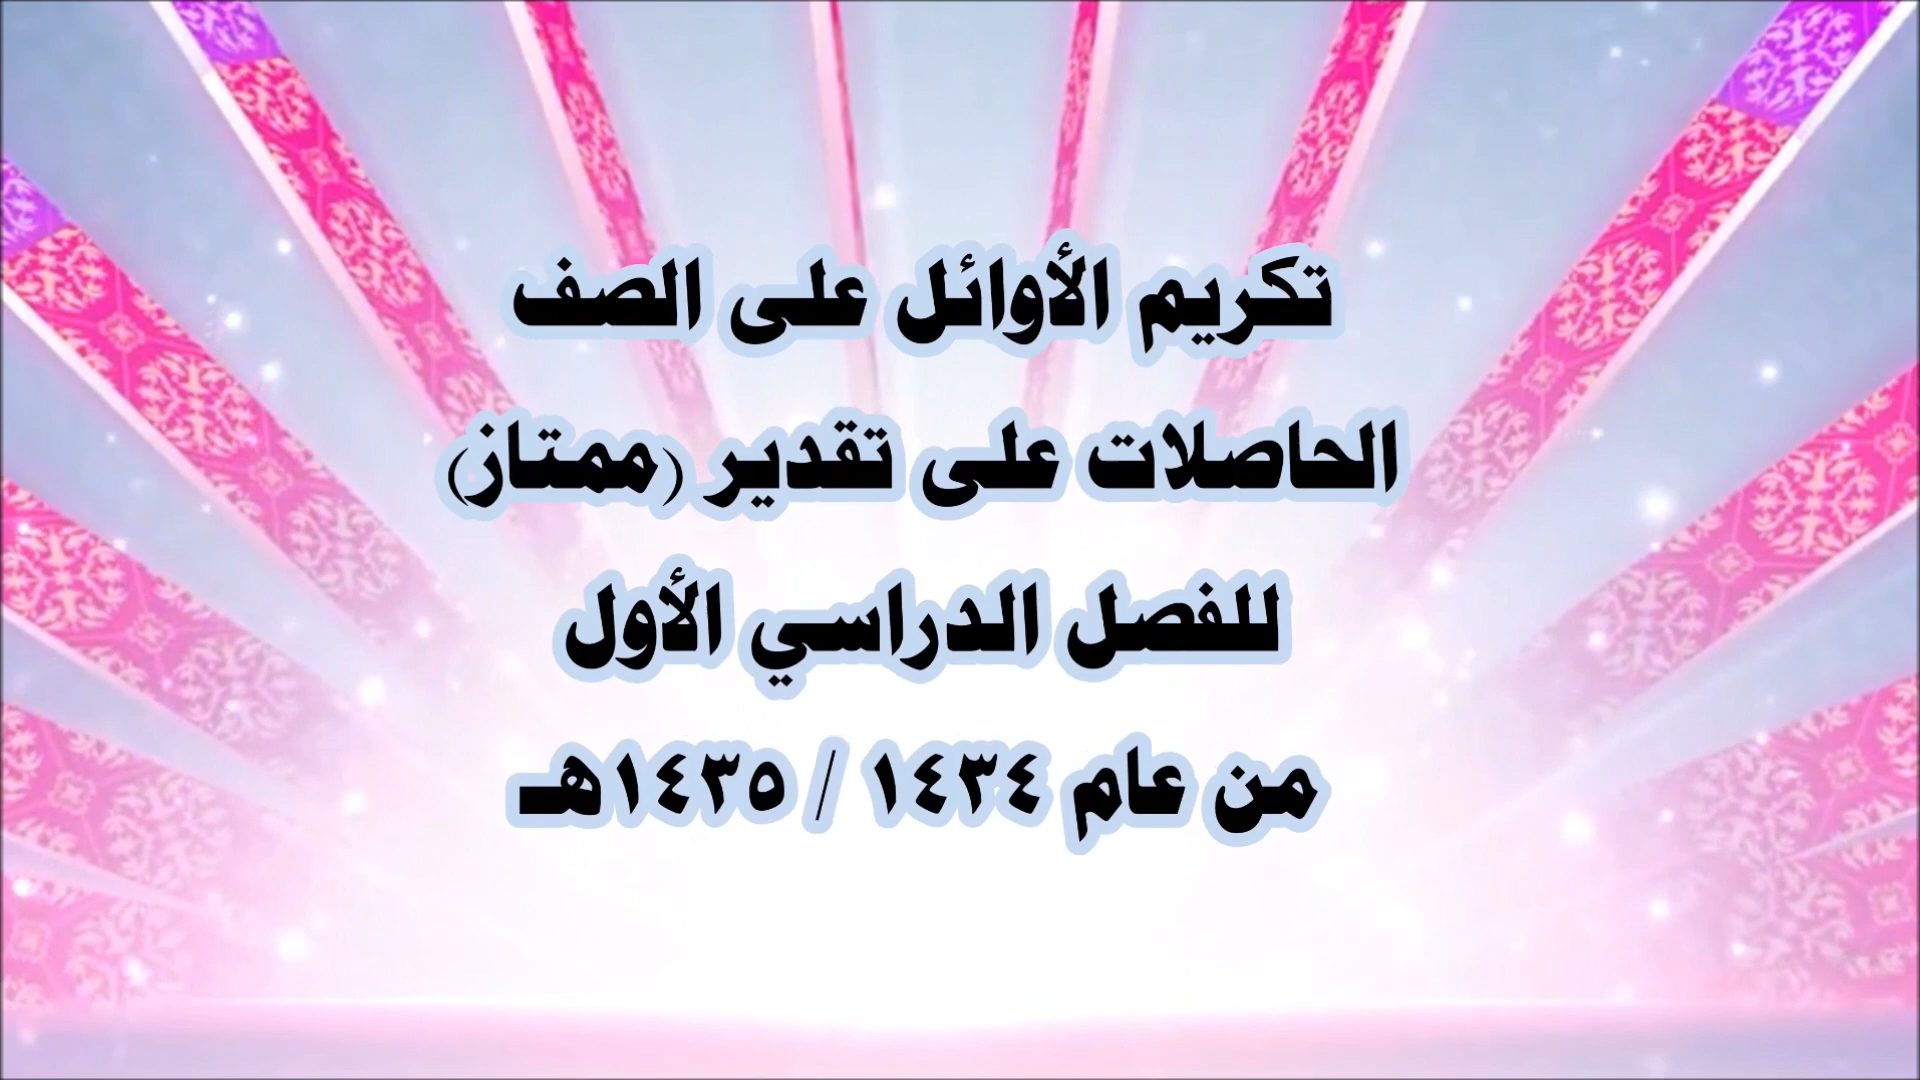 تكريم الأوائل على الصف
الحاصلات على تقدير (ممتاز)
للفصل الدراسي الأول
من عام ١٤٣٤ / ١٤٣٥هـ